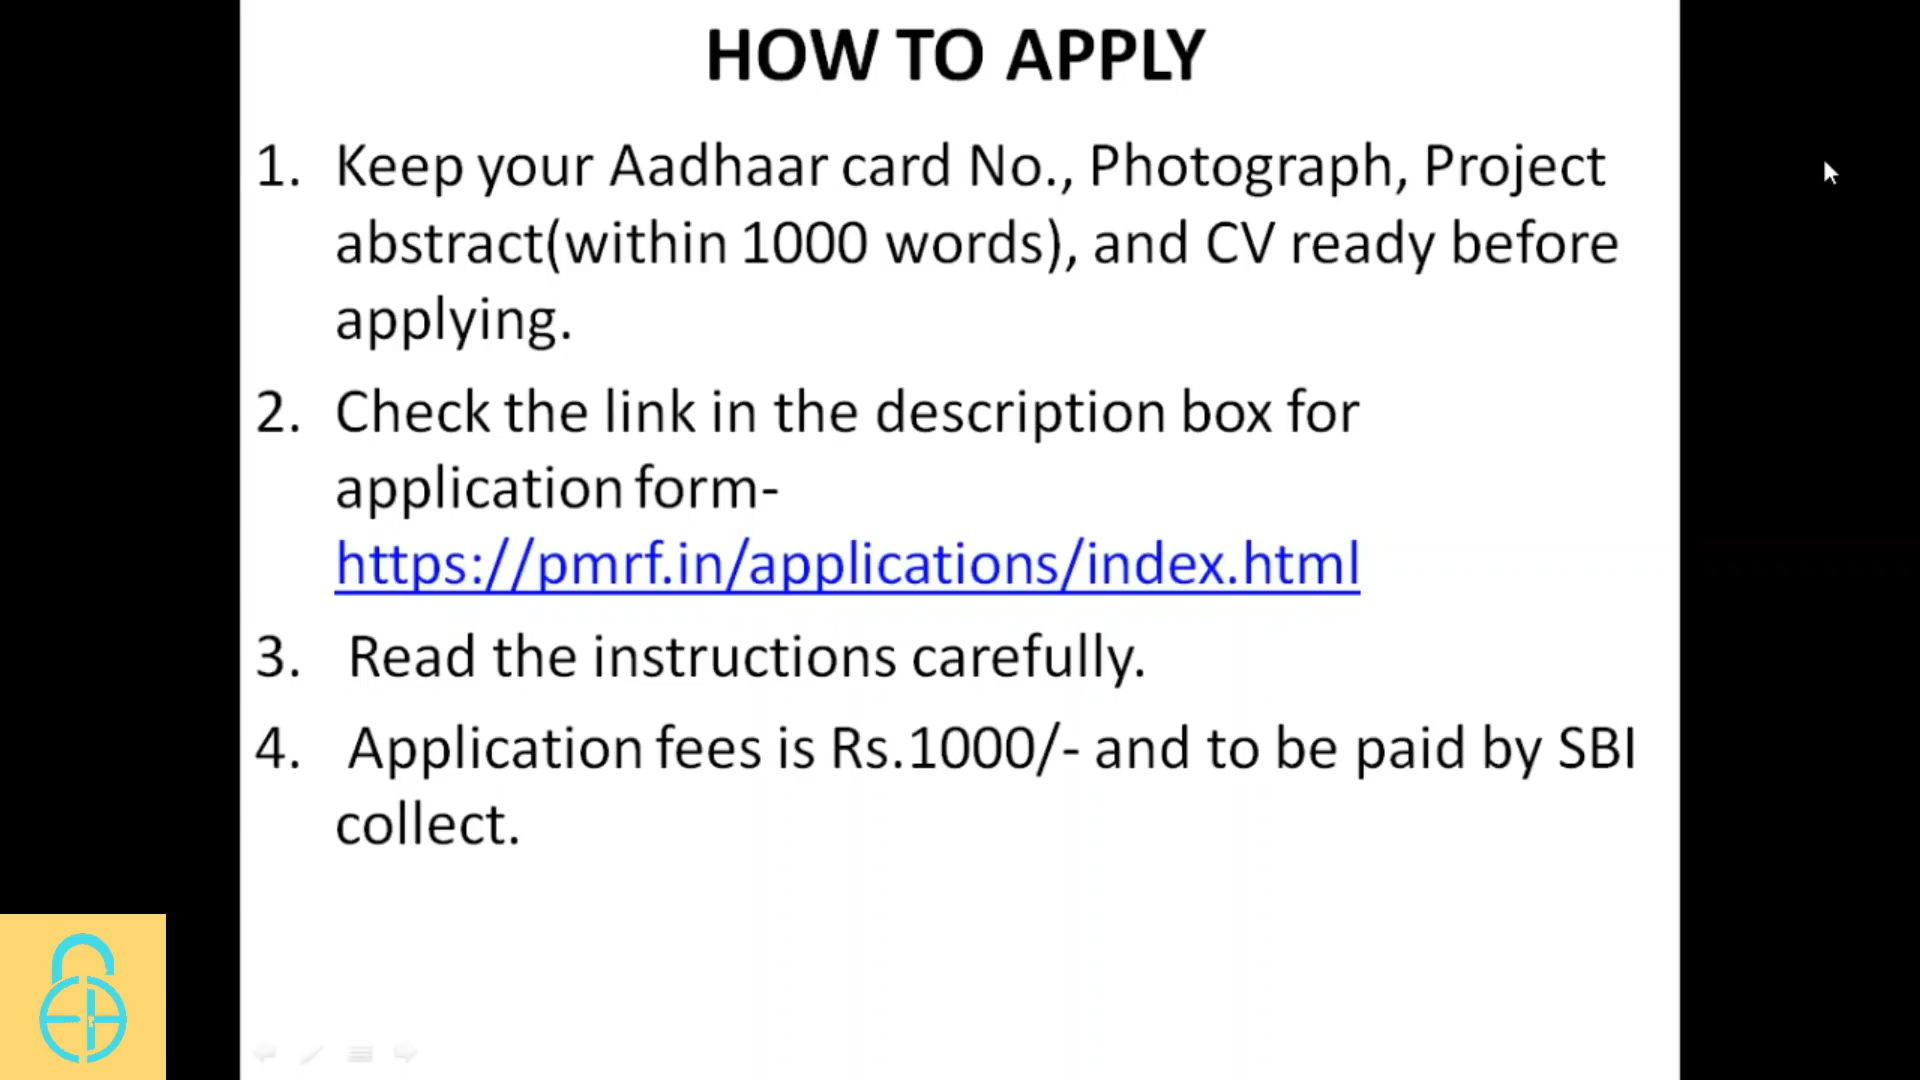 HOW TO APPLY
1. Keep your Aadhaar card No., Photograph, Project
abstract(within 1000 words), and CV ready before
applying.
2. Check the link in the description box for
application form-
https://pmrf.in/applications/index.html
3. Read the instructions carefully.
4. Application fees is Rs.1000/- and to be paid by SBI
collect.